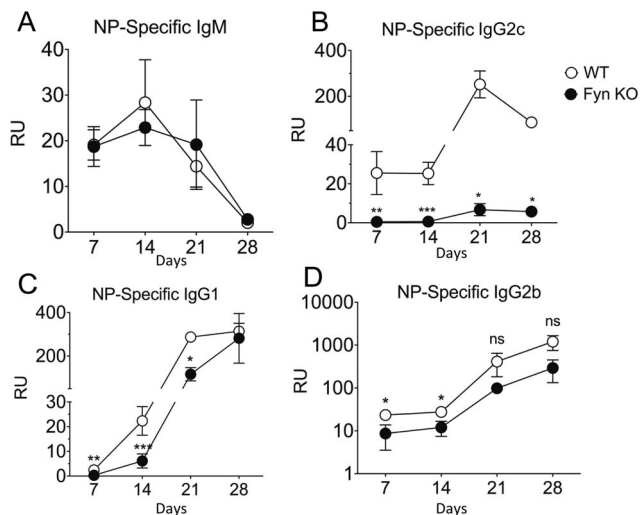 A
NP-Specific IgM
RU
40
30
20
10
0
7 14 21 28
Days
B
NP-Specific IgG2c
RU
400
200
40
20
0
** *** * *
7 14 21 28
Days
WT
Fyn KO
C
NP-Specific IgG1
RU
300
200
100
30
20
10
0
** *** *
7 14 21 28
Days
D
NP-Specific IgG2b
RU
10000
1000
100
10
1
* * ns ns
7 14 21 28
Days